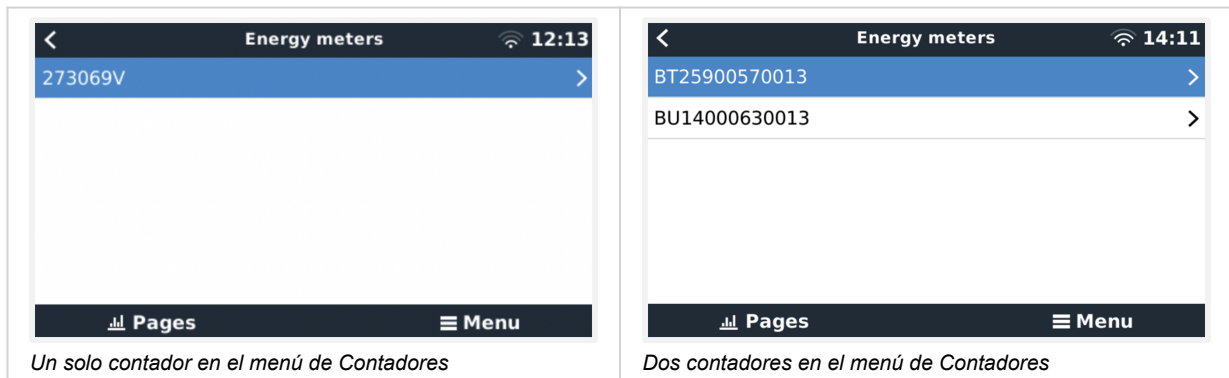 Energy meters 12:13
273069V
Pages Menu
Un solo contador en el menú de Contadores
Energy meters 14:11
BT25900570013
BU14000630013
Pages Menu
Dos contadores en el menú de Contadores